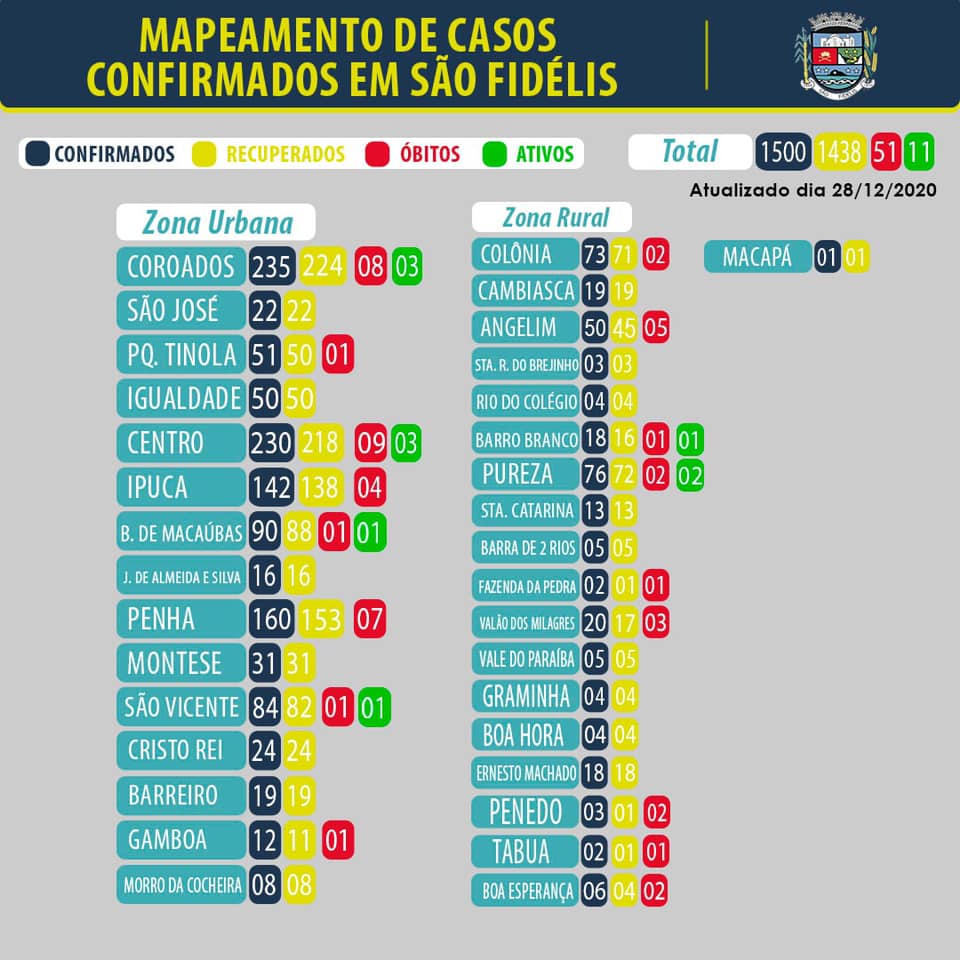 MAPEAMENTO DE CASOS
CONFIRMADOS EM SÃO FIDÉLIS
CONFIRMADOS RECUPERADOS ÓBITOS ATIVOS
Total 1500 1438 51 11
Atualizado dia 28/12/2020
Zona Urbana
COROADOS 235 224 08 03
SÃO JOSÉ 22 22
PQ. TINOLA 51 50 01
IGUALDADE 50 50
CENTRO 230 218 09 03
IPUCA 142 138 04
B. DE MACAÚBAS 90 88 01 01
J. DE ALMEIDA E SILVA 16 16
PENHA 160 153 07
MONTESE 31 31
SÃO VICENTE 84 82 01 01
CRISTO REI 24 24
BARREIRO 19 19
GAMBOA 12 11 01
MORRO DA COCHEIRA 08 08
Zona Rural
COLÔNIA 73 71 02
CAMBIASCA 19 19
ANGELIM 50 45 05
STA. R. DO BREJINHO 03 03
RIO DO COLÉGIO 04 04
BARRO BRANCO 18 16 01 01
PUREZA 76 72 02 02
STA. CATARINA 13 13
BARRA DE 2 RIOS 05 05
FAZENDA DA PEDRA 02 01 01
VALÃO DOS MILAGRES 20 17 03
VALE DO PARAÍBA 05 05
GRAMINHA 04 04
BOA HORA 04 04
ERNESTO MACHADO 18 18
PENEDO 03 01 02
TABUA 02 01 01
BOA ESPERANÇA 06 04 02
MACAPÁ 01 01